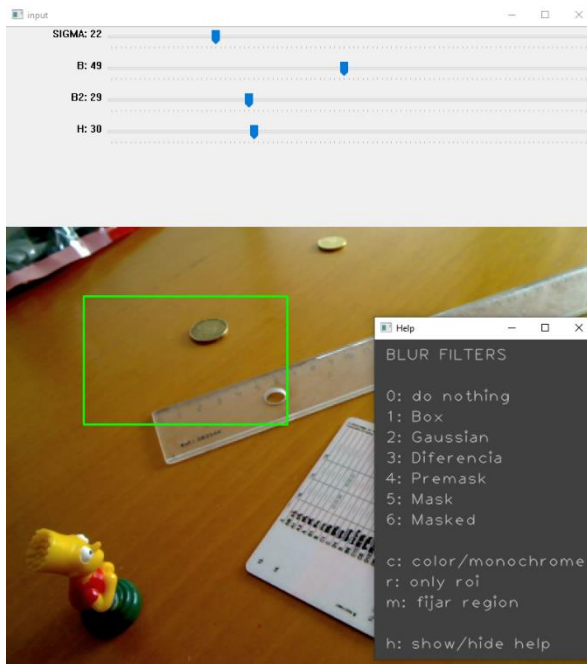 input
SIGMA: 22
B: 49
B2: 29
H: 30
Help
BLUR FILTERS
0: do nothing
1: Box
2: Gaussian
3: Diferencia
4: Premask
5: Mask
6: Masked
c: color/monochrome
r: only roi
m: fijar region
h: show/hide help